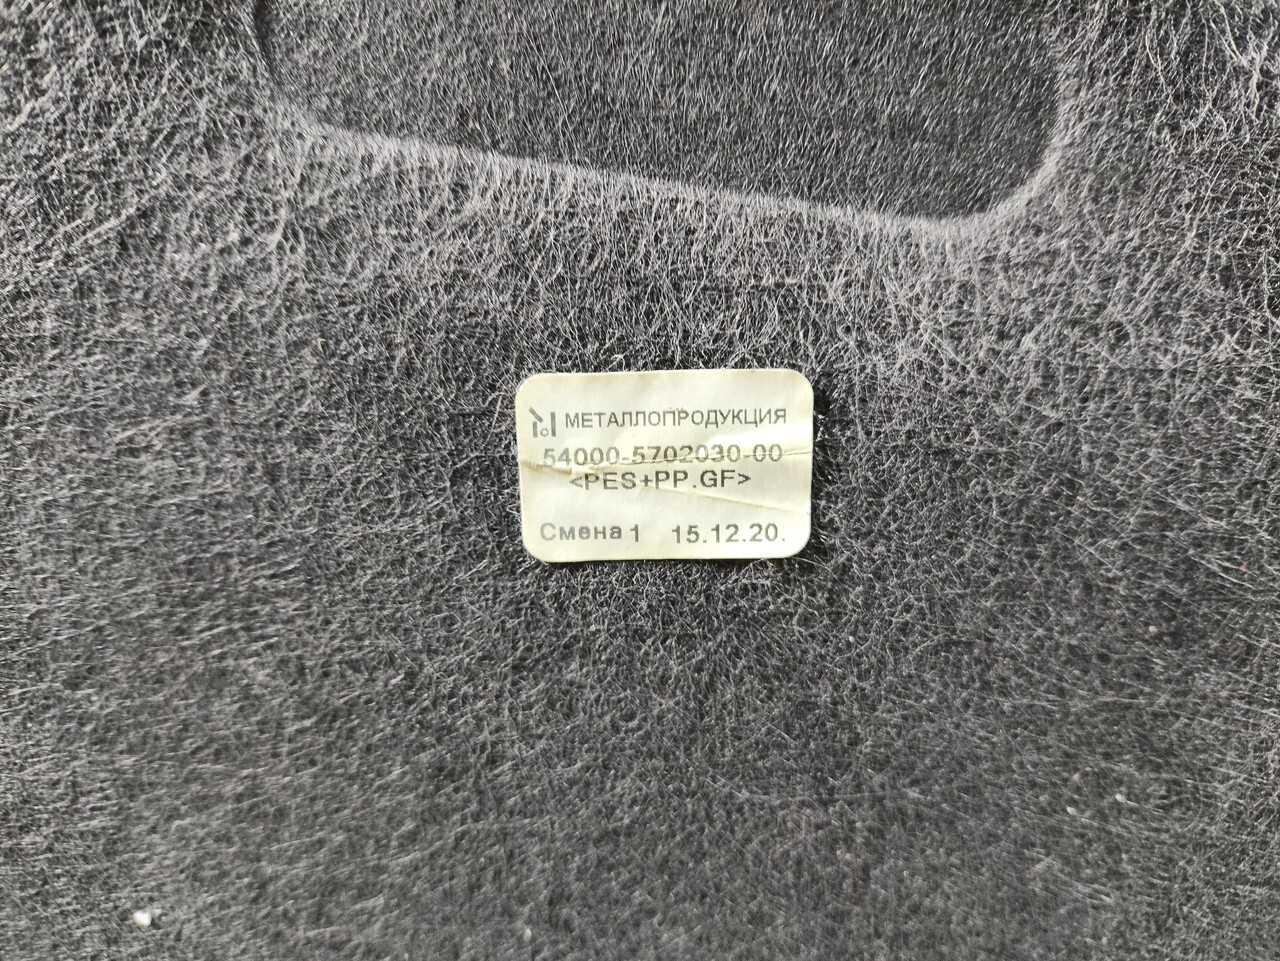 МЕТАЛЛОПРОДУКЦИЯ
54000-5702030-00
<PES+PP.GF>
Смена 1 15.12.20.